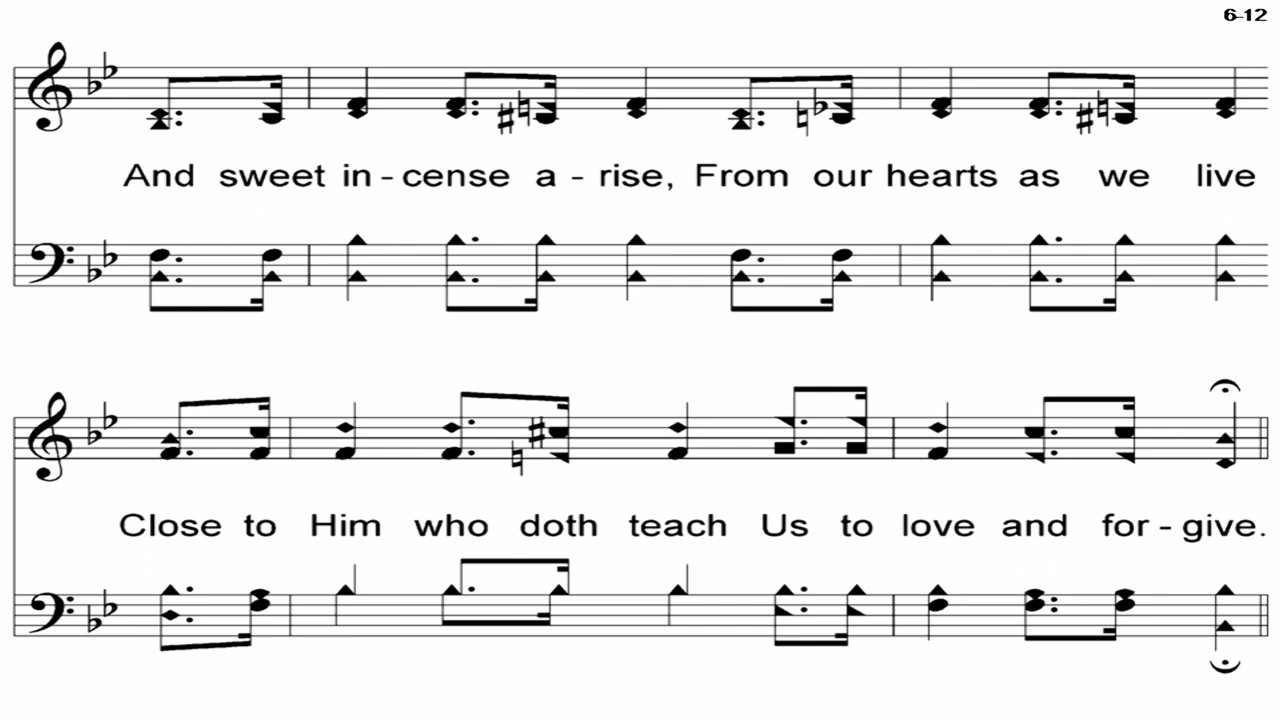 6-12
And sweet in - cense a - rise, From our hearts as we live
Close to Him who doth teach Us to love and for - give.